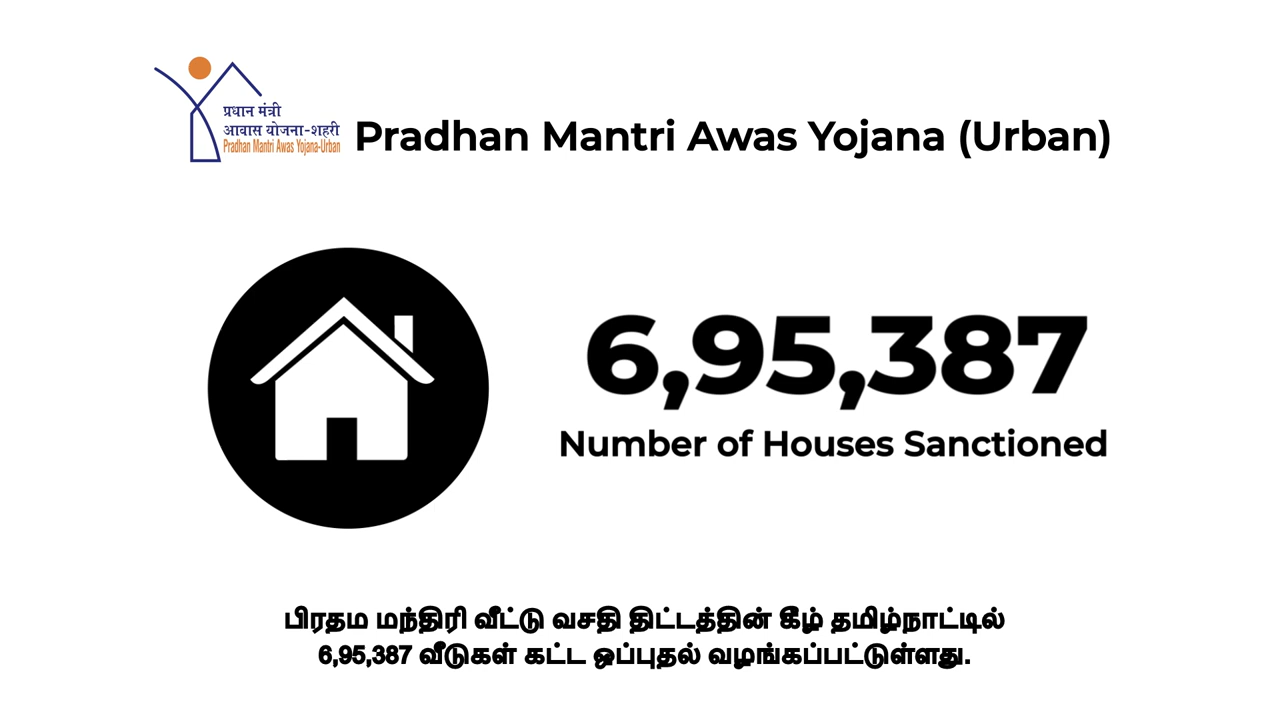 प्रधान मंत्री
आवास योजना-शहरी
Pradhan Mantri Awas Yojana-Urban
Pradhan Mantri Awas Yojana (Urban)
6,95,387
Number of Houses Sanctioned
பிரதம மந்திரி வீட்டு வசதி திட்டத்தின் கீழ் தமிழ்நாட்டில்
6,95,387 வீடுகள் கட்ட ஒப்புதல் வழங்கப்பட்டுள்ளது.